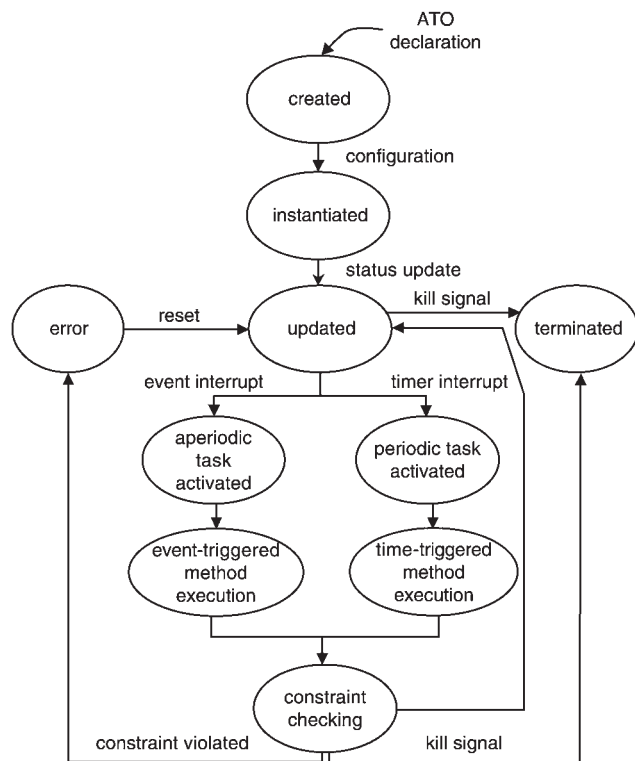 ATO
declaration
created
configuration
instantiated
status update
kill signal
error
reset
updated
terminated
event interrupt
timer interrupt
aperiodic
task
activated
periodic task
activated
event-triggered
method
execution
time-triggered
method
execution
constraint
checking
constraint violated
kill signal